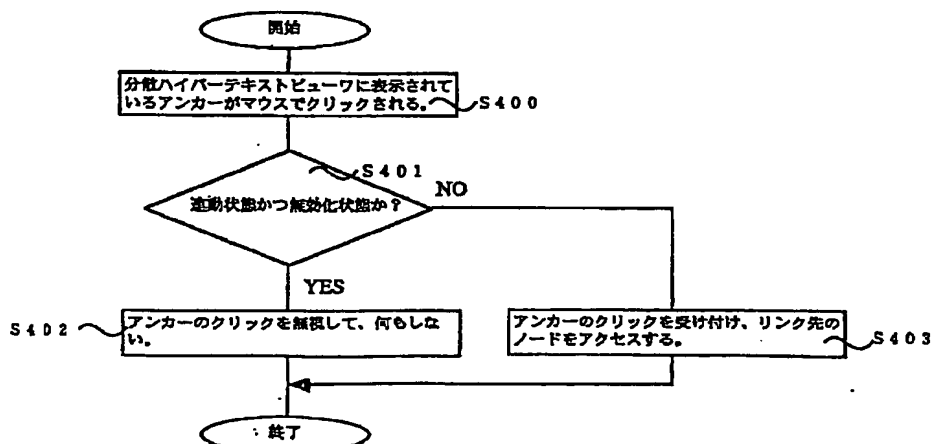 開始
分散ハイパーテキストビューワに表示されて
いるアンカーがマウスでクリックされる。
S400
S401
連動状態かつ無効化状態か?
NO
YES
S402
アンカーのクリックを無視して、何もしな
い。
アンカーのクリックを受け付け、リンク先の
ノードをアクセスする。
S403
終了